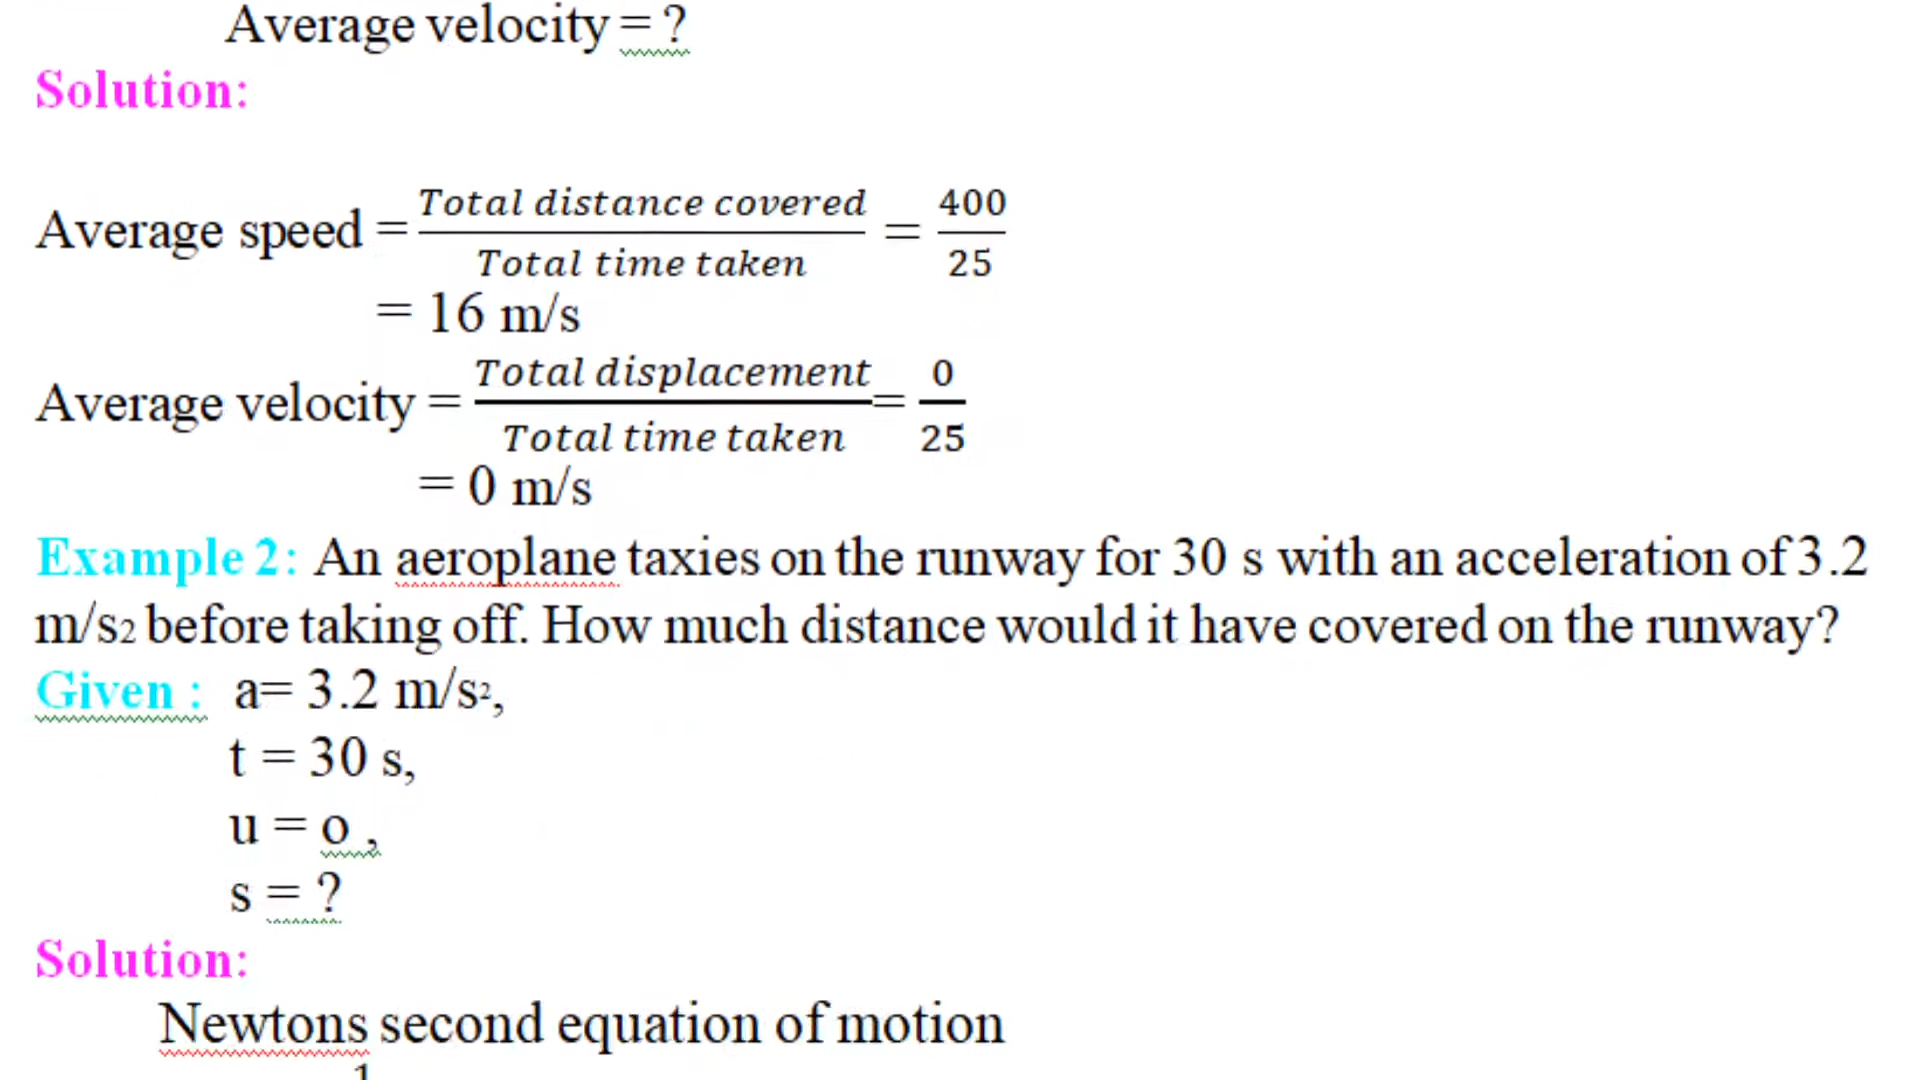 Average velocity = ?
Solution:
Average speed = Total distance covered / Total time taken = 400 / 25
= 16 m/s
Average velocity = Total displacement / Total time taken = 0 / 25
= 0 m/s
Example 2: An aeroplane taxies on the runway for 30 s with an acceleration of 3.2
m/s2 before taking off. How much distance would it have covered on the runway?
Given : a= 3.2 m/s²,
t = 30 s,
u = o ,
s = ?
Solution:
Newtons second equation of motion